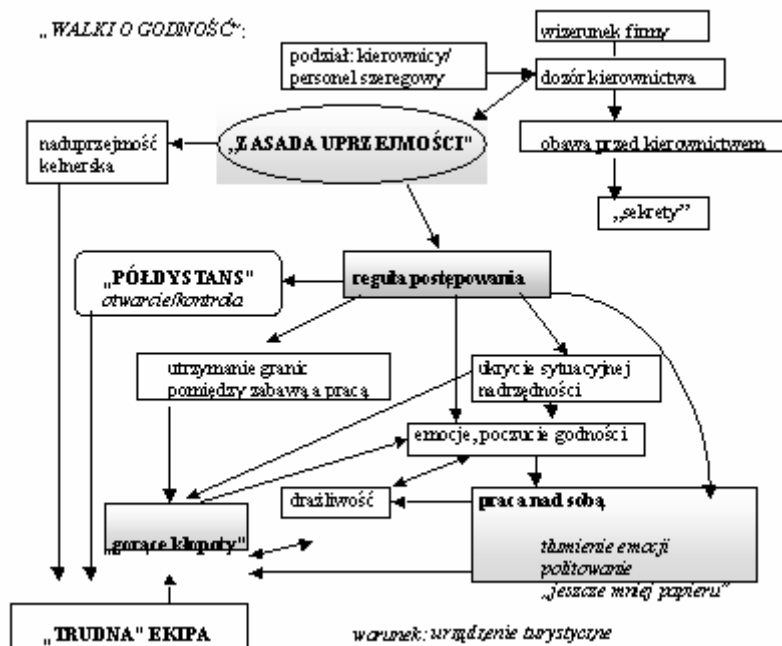 „WALKI O GODNOŚĆ”:
wizerunek firmy
podział: kierownicy/
personel szeregowy
dozór kierownictwa
naduprzejmość
kelnerska
„ZASADA UPRZEJMOŚCI”
obawa przed kierownictwem
„sekrety”
„PÓŁDYSTANS”
otwarcie/kontrola
reguła postępowania
utrzymanie granic
pomiędzy zabawą a pracą
ukrycie sytuacyjnej
nadrzędności
emocje, poczucie godności
drażliwość
praca nad sobą
„gorące kłopoty”
tłumienie emocji
politowanie
„jeszcze mniej papieru”
„TRUDNA” EKIPA
warunek: urządzenie turystyczne